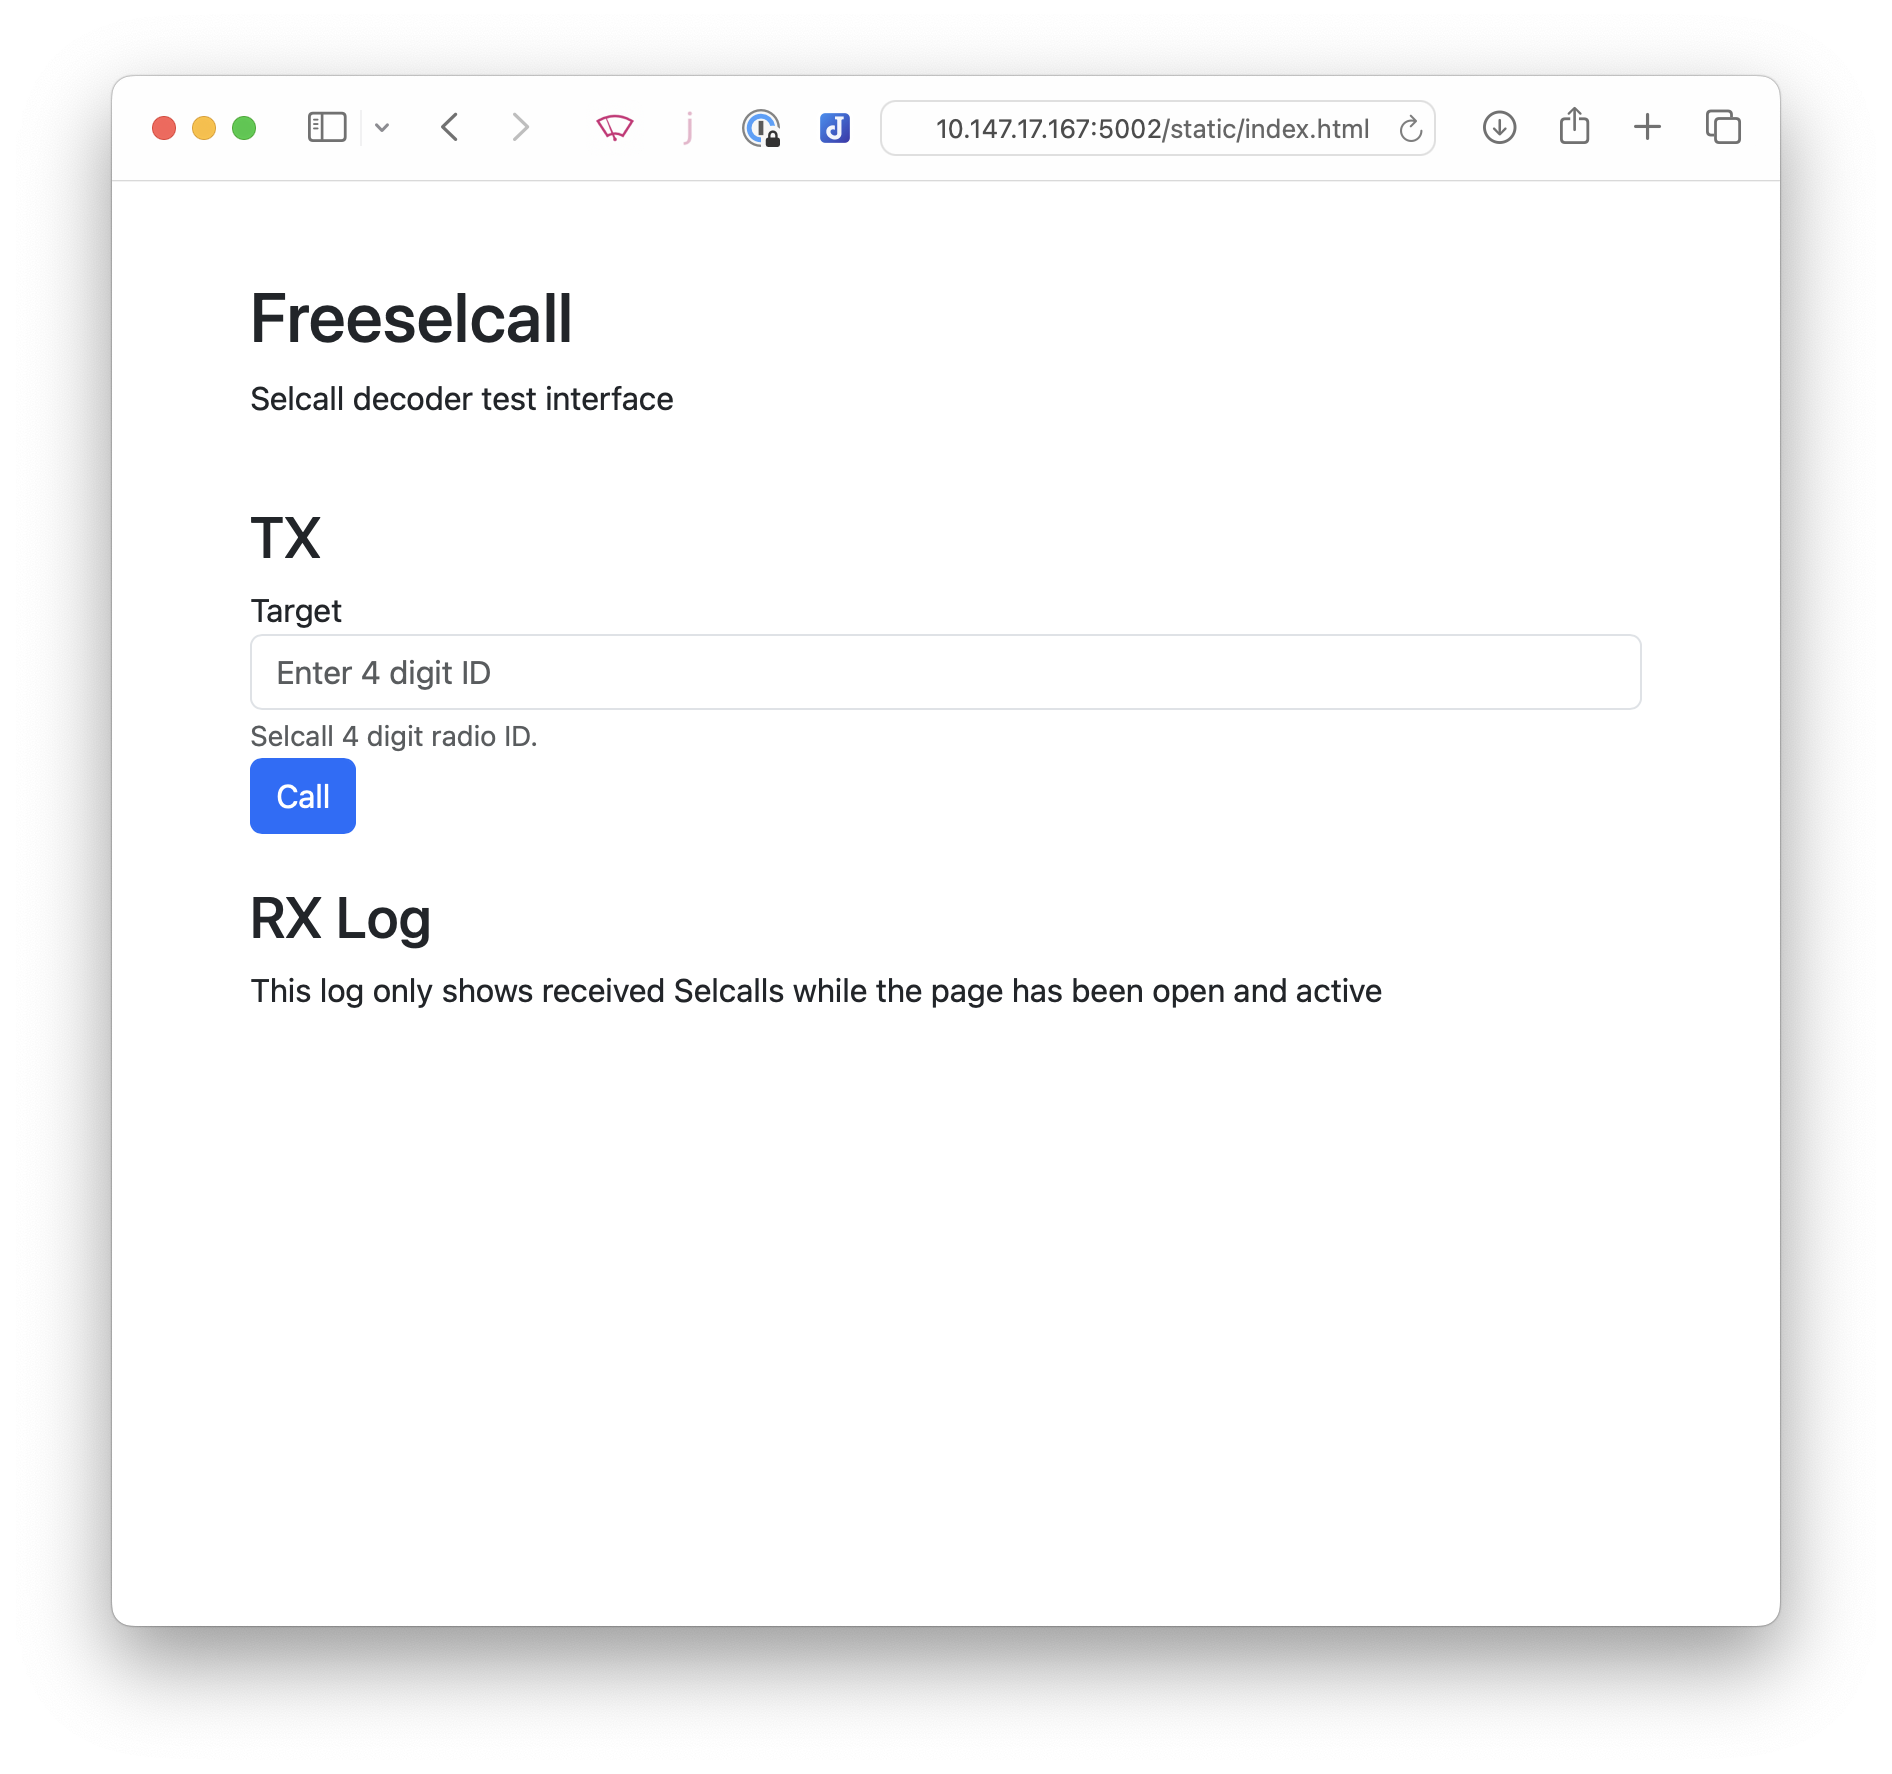 10.147.17.167:5002/static/index.html
Freeselcall
Selcall decoder test interface
TX
Target
Enter 4 digit ID
Selcall 4 digit radio ID.
Call
RX Log
This log only shows received Selcalls while the page has been open and active